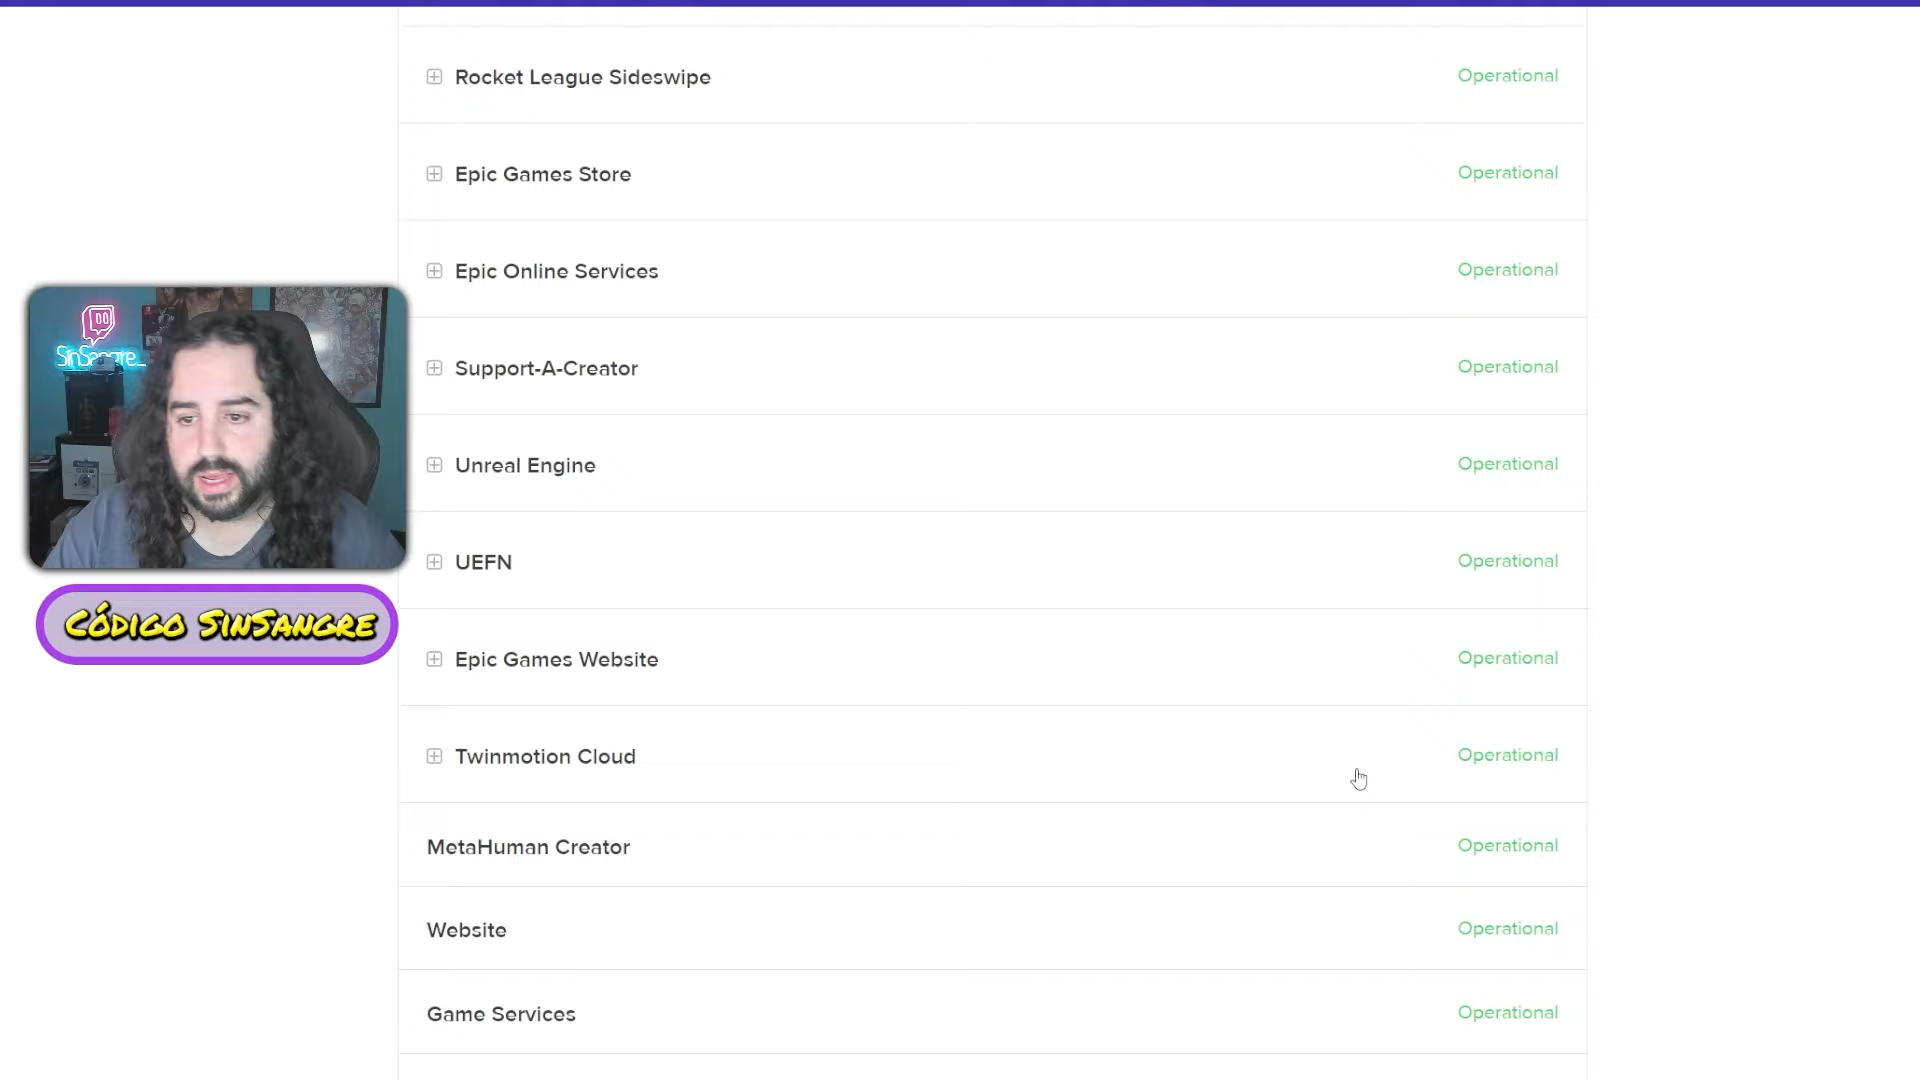 Rocket League Sideswipe Operational
Epic Games Store Operational
Epic Online Services Operational
SinSangre_
Support-A-Creator Operational
Unreal Engine Operational
UEFN Operational
CÓDIGO SINSANGRE
Epic Games Website Operational
Twinmotion Cloud Operational
MetaHuman Creator Operational
Website Operational
Game Services Operational